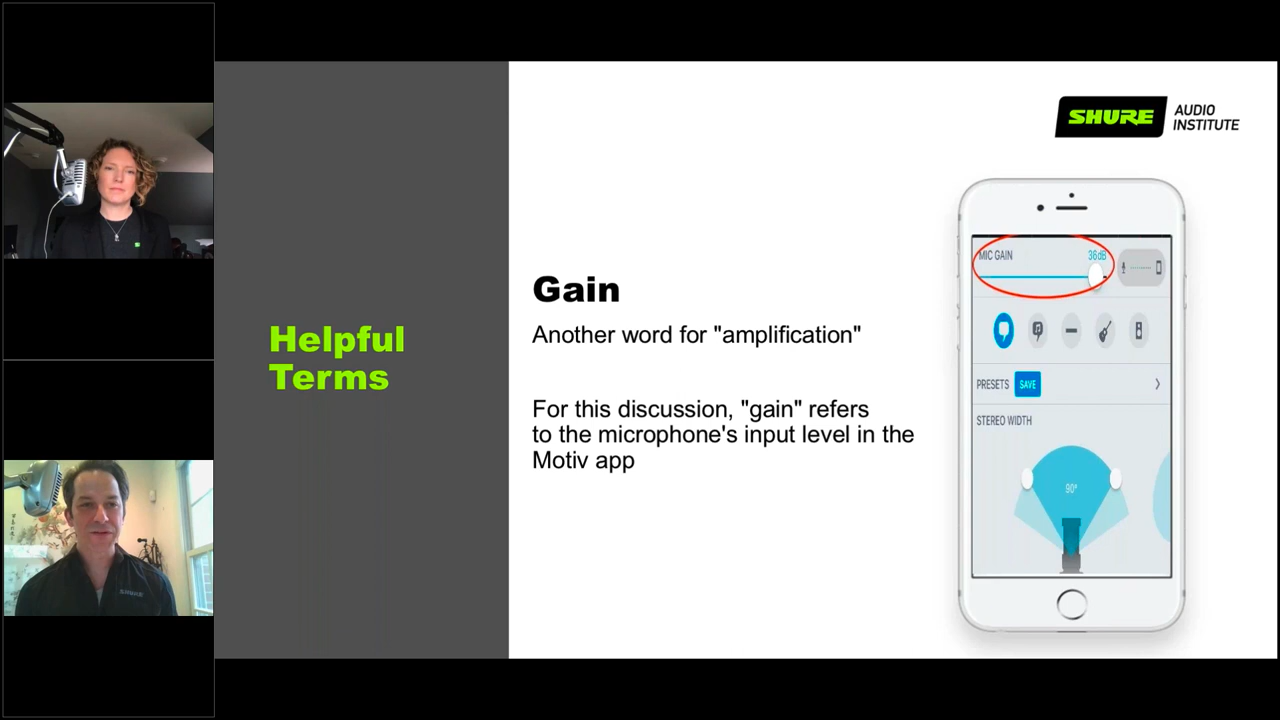 SHURE
AUDIO
INSTITUTE
Helpful
Terms
Gain
Another word for "amplification"
For this discussion, "gain" refers
to the microphone's input level in the
Motiv app
MIC GAIN
36dB
PRESETS
SAVE
STEREO WIDTH
90°
SHURE